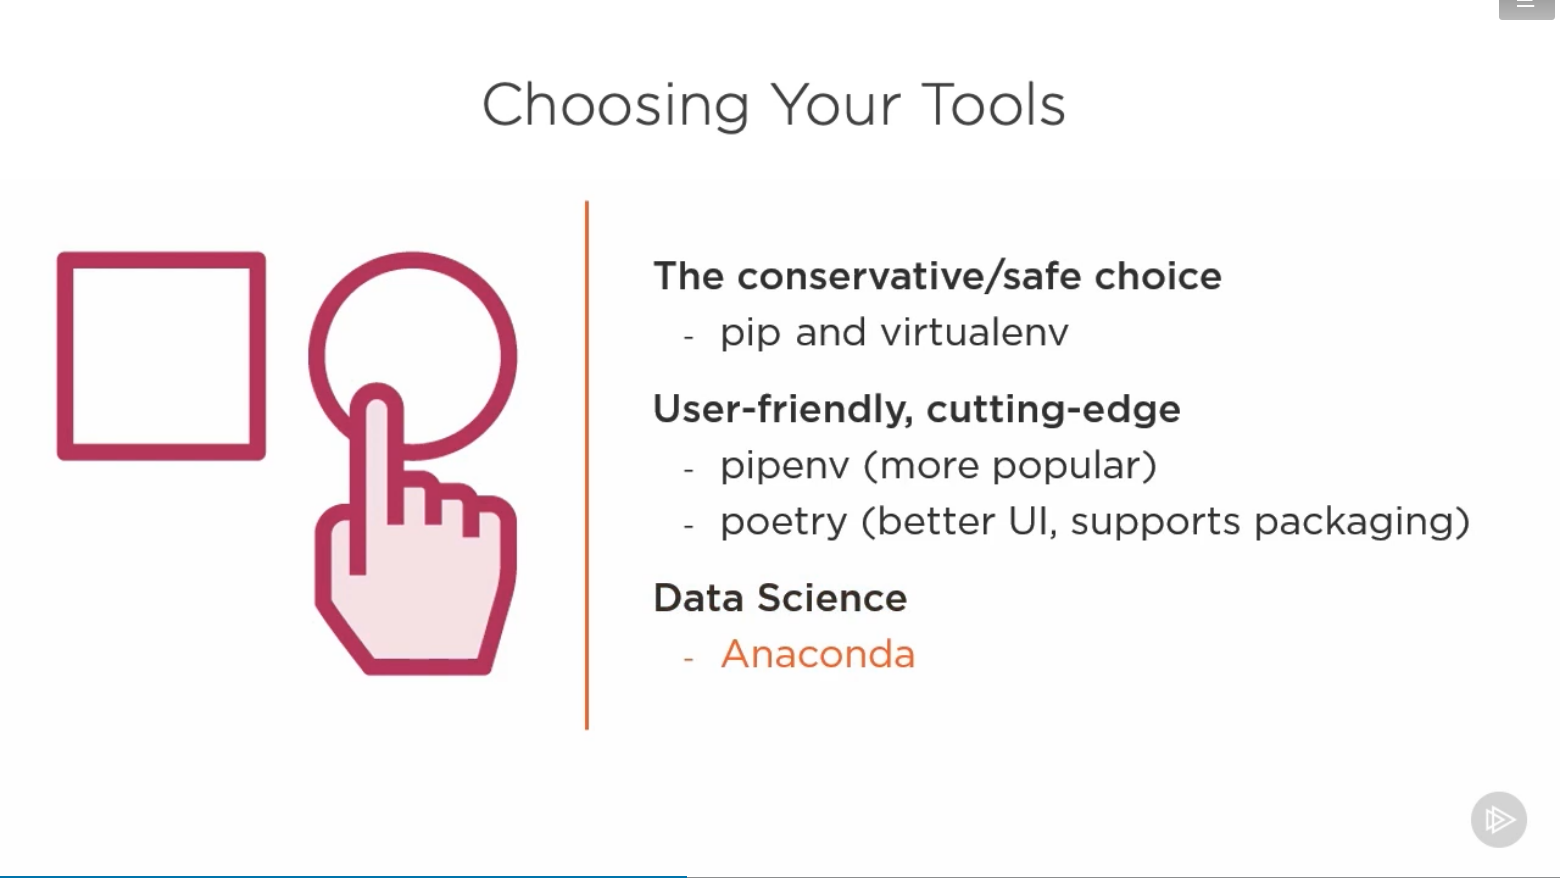 Choosing Your Tools
The conservative/safe choice
- pip and virtualenv
User-friendly, cutting-edge
- pipenv (more popular)
- poetry (better UI, supports packaging)
Data Science
- Anaconda